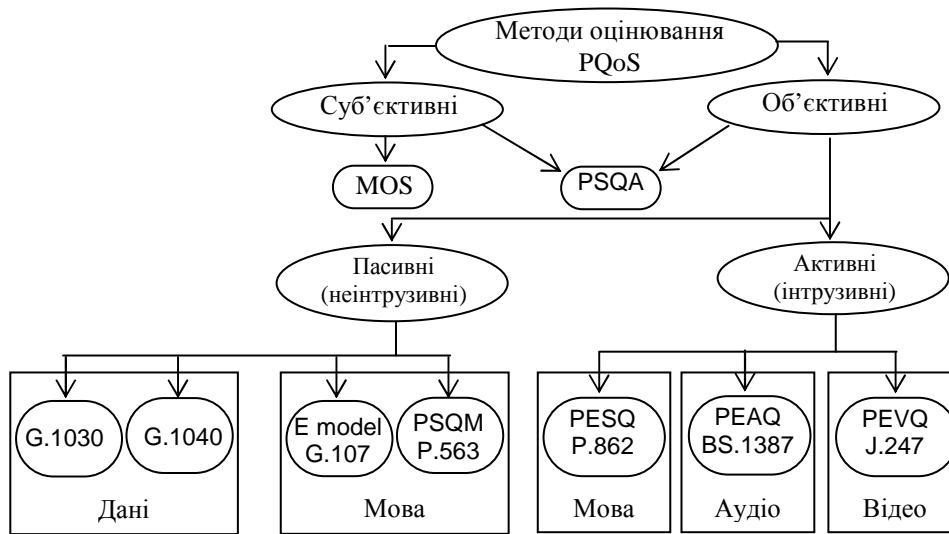 Методи оцінювання
PQoS
Суб’єктивні
Об’єктивні
MOS
PSQA
Пасивні
(неінтрузивні)
Активні
(інтрузивні)
G.1030
G.1040
E model
G.107
PSQM
P.563
PESQ
P.862
PEAQ
BS.1387
PEVQ
J.247
Дані
Мова
Мова
Аудіо
Відео